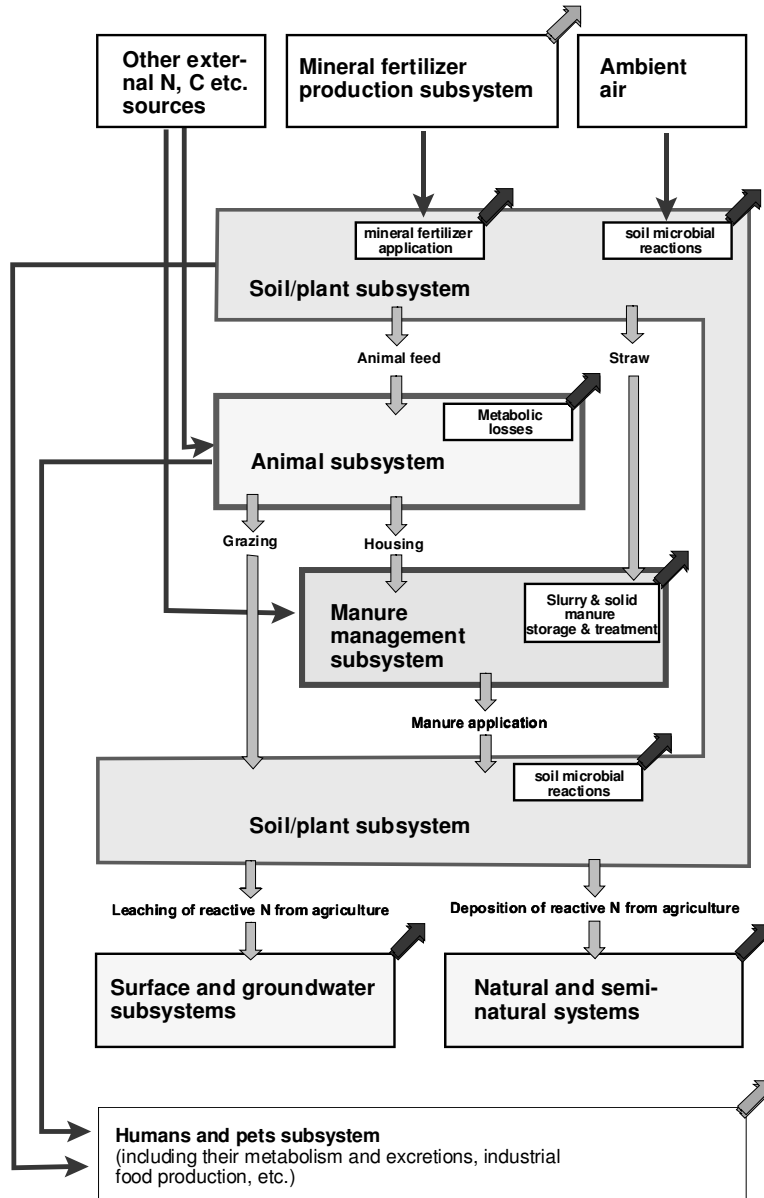 Other exter-
nal N, C etc.
sources
Mineral fertilizer
production subsystem
Ambient
air
mineral fertilizer
application
soil microbial
reactions
Soil/plant subsystem
Animal feed
Straw
Metabolic
losses
Animal subsystem
Grazing
Housing
Slurry & solid
manure
storage & treatment
Manure
management
subsystem
Manure application
soil microbial
reactions
Soil/plant subsystem
Leaching of reactive N from agriculture
Deposition of reactive N from agriculture
Surface and groundwater
subsystems
Natural and semi-
natural systems
Humans and pets subsystem
(including their metabolism and excretions, industrial
food production, etc.)